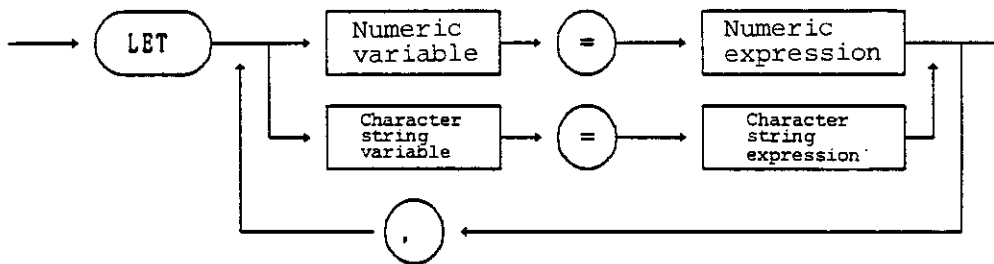 LET
Numeric
variable
=
Numeric
expression
Character
string
variable
=
Character
string
expression
,